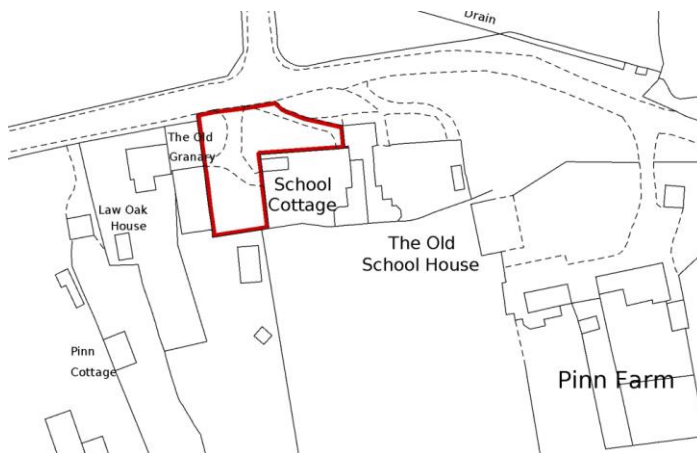 Drain
The Old
Granary
School
Cottage
Law Oak
House
The Old
School House
Pinn
Cottage
Pinn Farm